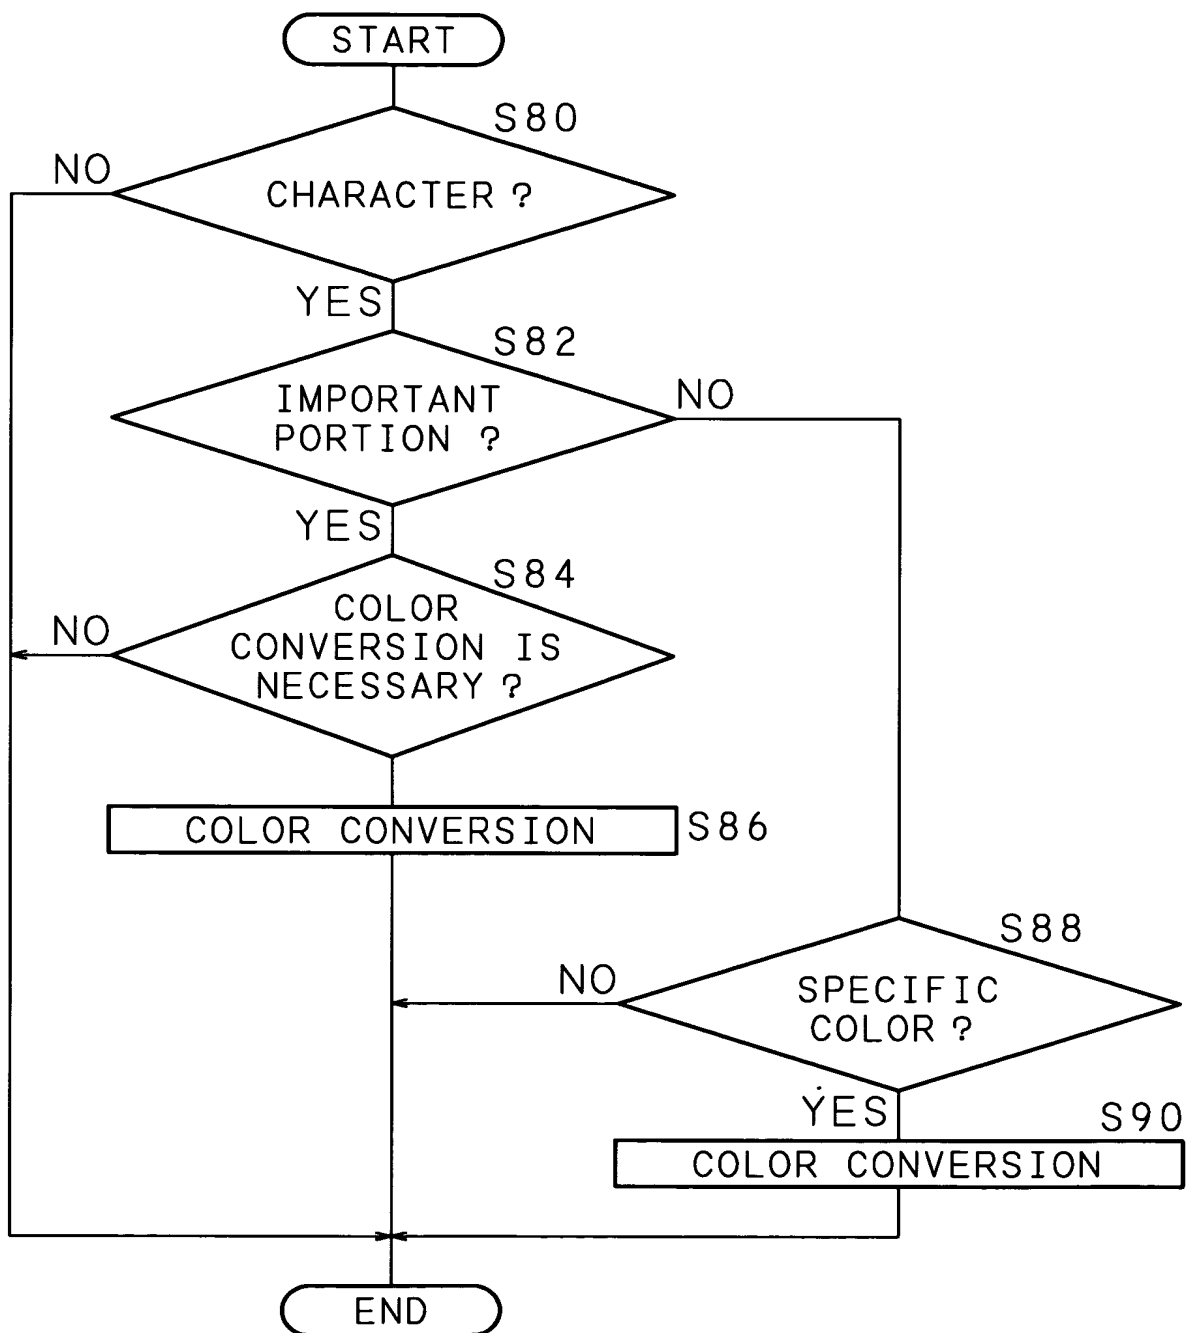 START
S80
NO
CHARACTER ?
YES
S82
NO
IMPORTANT
PORTION ?
YES
S84
NO
COLOR
CONVERSION IS
NECESSARY ?
COLOR CONVERSION
S86
S88
NO
SPECIFIC
COLOR ?
YES
S90
COLOR CONVERSION
END